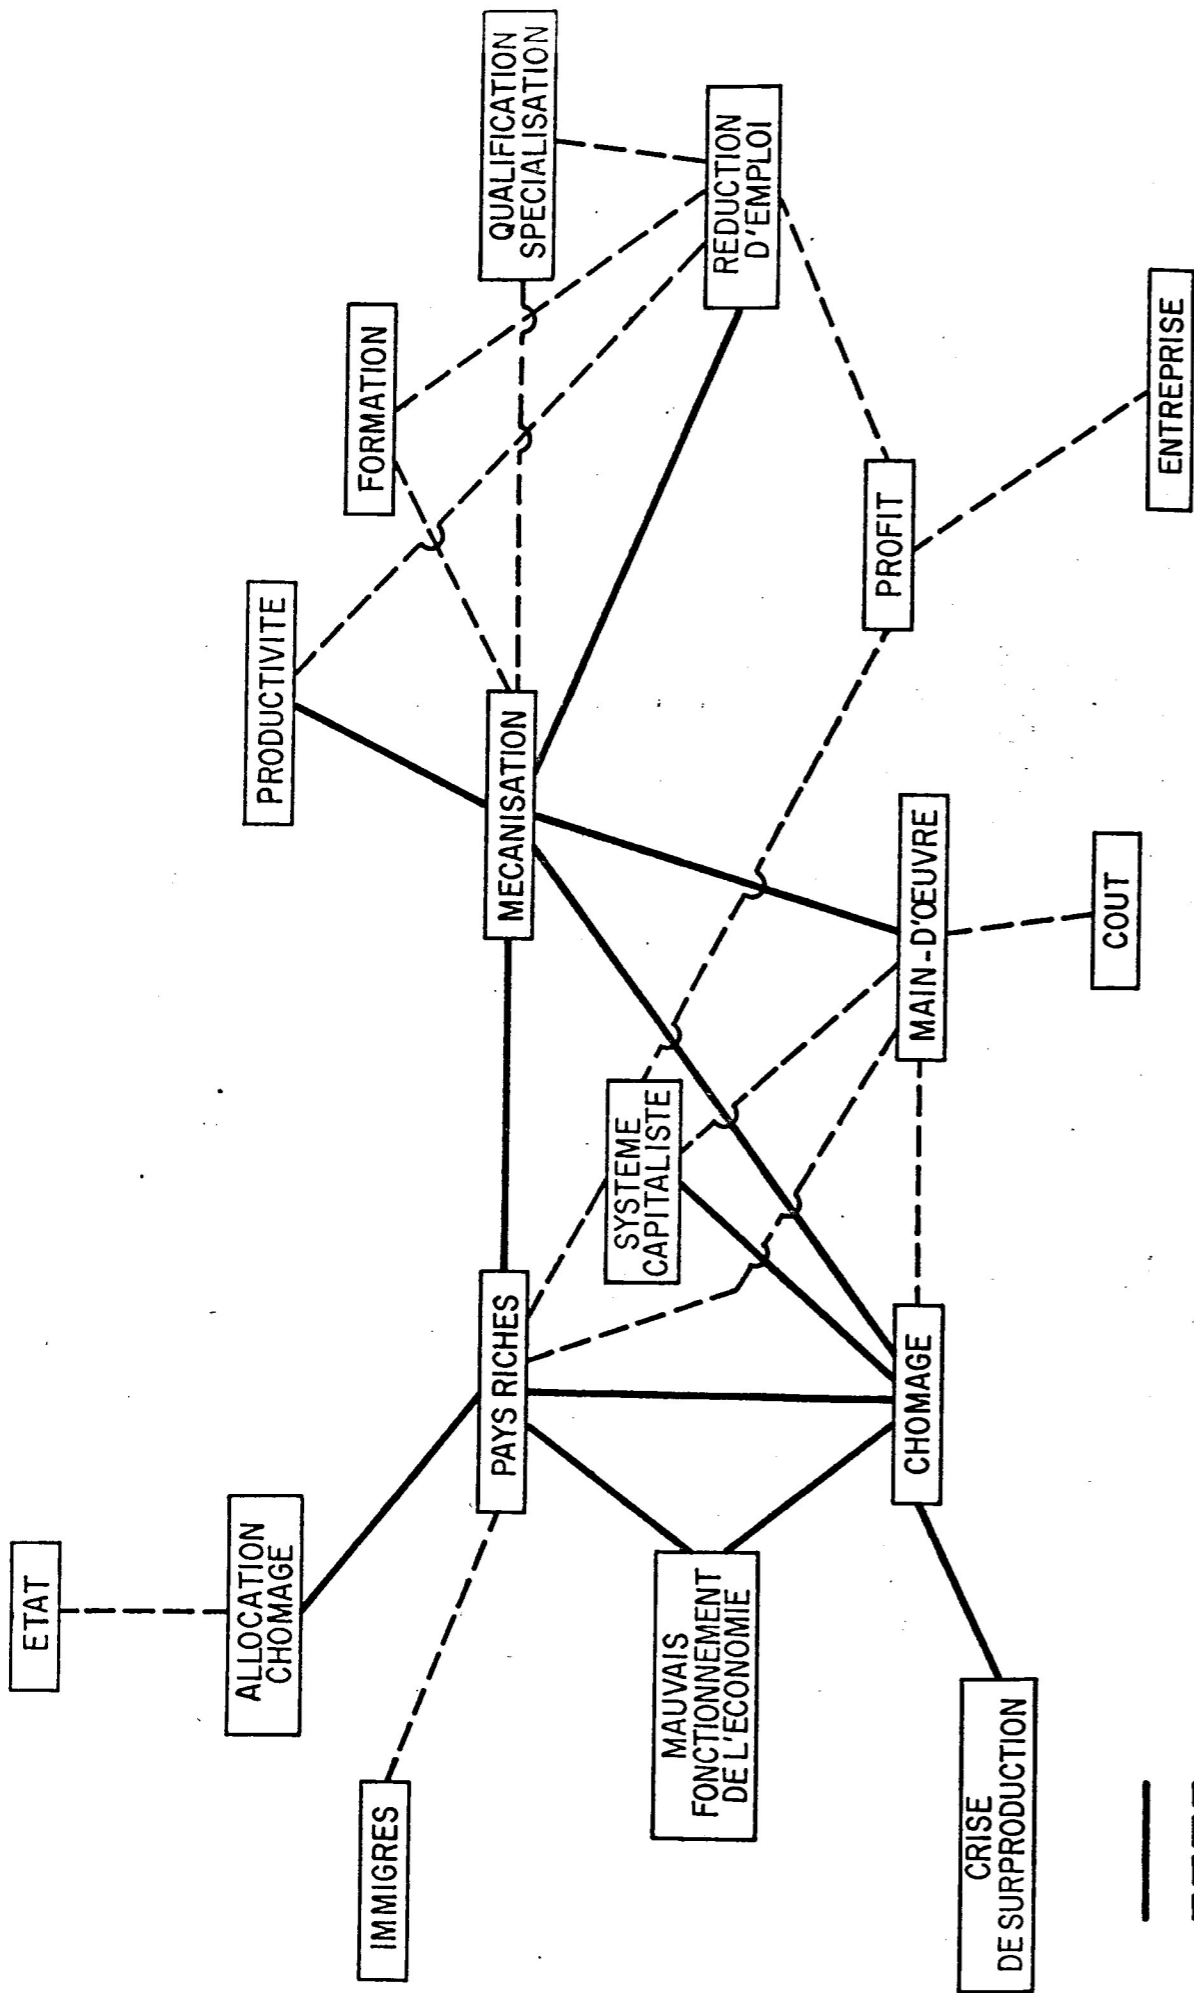 ETAT
ALLOCATION
CHOMAGE
PRODUCTIVITE
FORMATION
IMMIGRES
PAYS RICHES
MECANISATION
QUALIFICATION
SPECIALISATION
SYSTEME
CAPITALISTE
MAUVAIS
FONCTIONNEMENT
DE L'ECONOMIE
REDUCTION
D'EMPLOI
PROFIT
CHOMAGE
MAIN-D'ŒUVRE
CRISE
DE SURPRODUCTION
COUT
ENTREPRISE